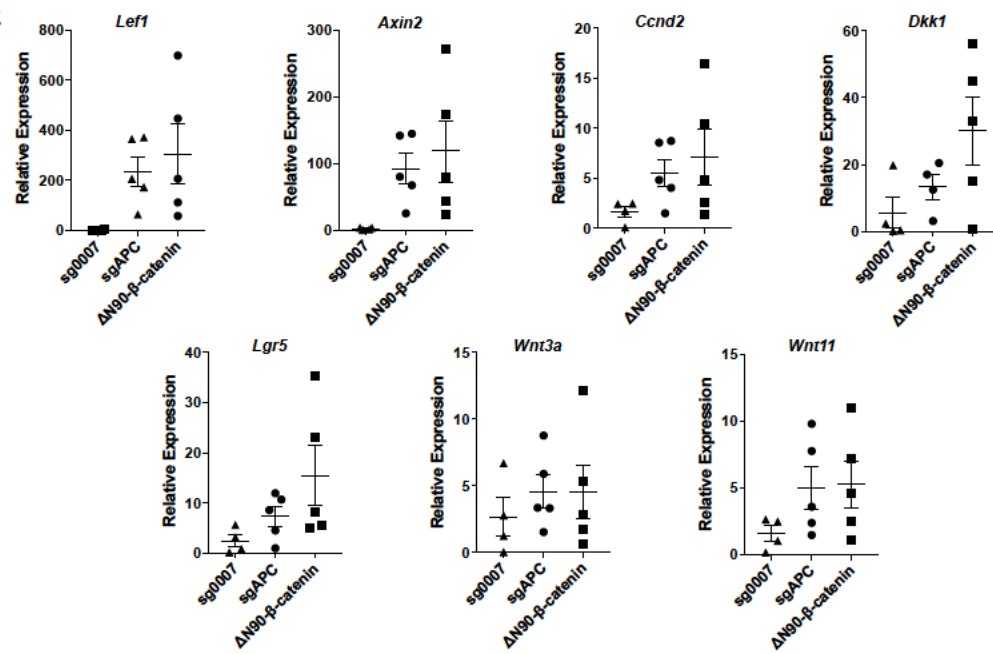 Lef1
Relative Expression
800
600
400
200
0
sg0007
sgAPC
ΔN90-β-catenin
Axin2
Relative Expression
300
200
100
0
sg0007
sgAPC
ΔN90-β-catenin
Ccnd2
Relative Expression
20
15
10
5
0
sg0007
sgAPC
ΔN90-β-catenin
Dkk1
Relative Expression
60
40
20
0
sg0007
sgAPC
ΔN90-β-catenin
Lgr5
Relative Expression
40
30
20
10
0
sg0007
sgAPC
ΔN90-β-catenin
Wnt3a
Relative Expression
15
10
5
0
sg0007
sgAPC
ΔN90-β-catenin
Wnt11
Relative Expression
15
10
5
0
sg0007
sgAPC
ΔN90-β-catenin